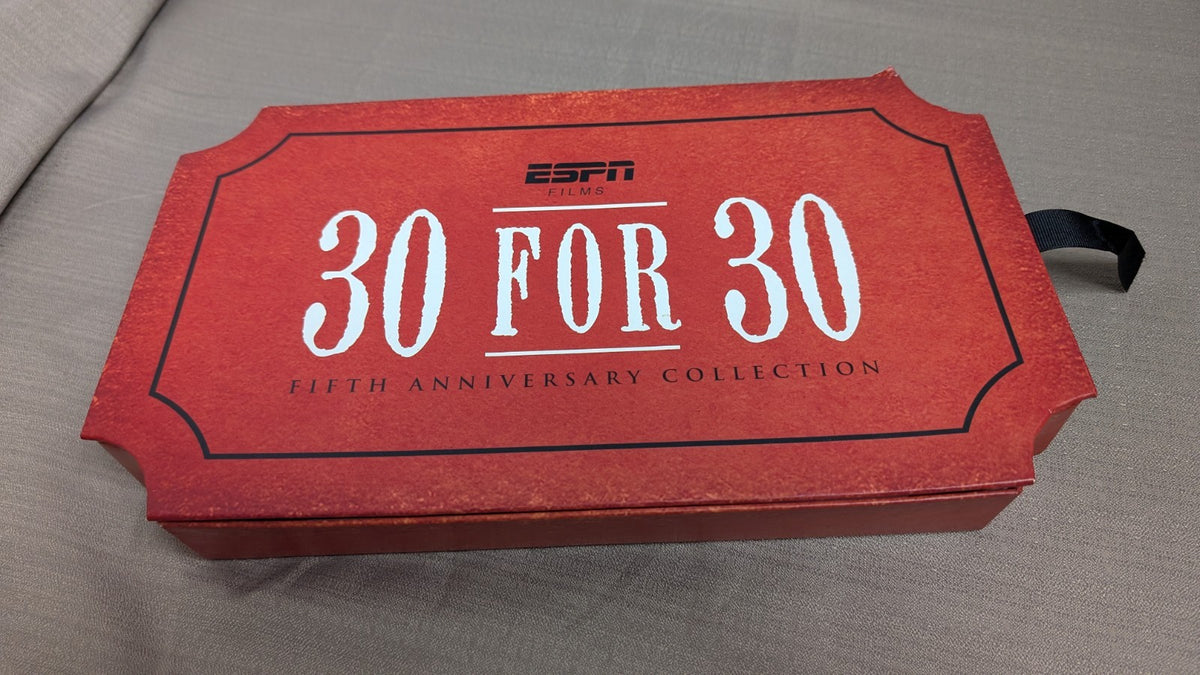 ESPN
FILMS
30 FOR 30
FIFTH ANNIVERSARY COLLECTION